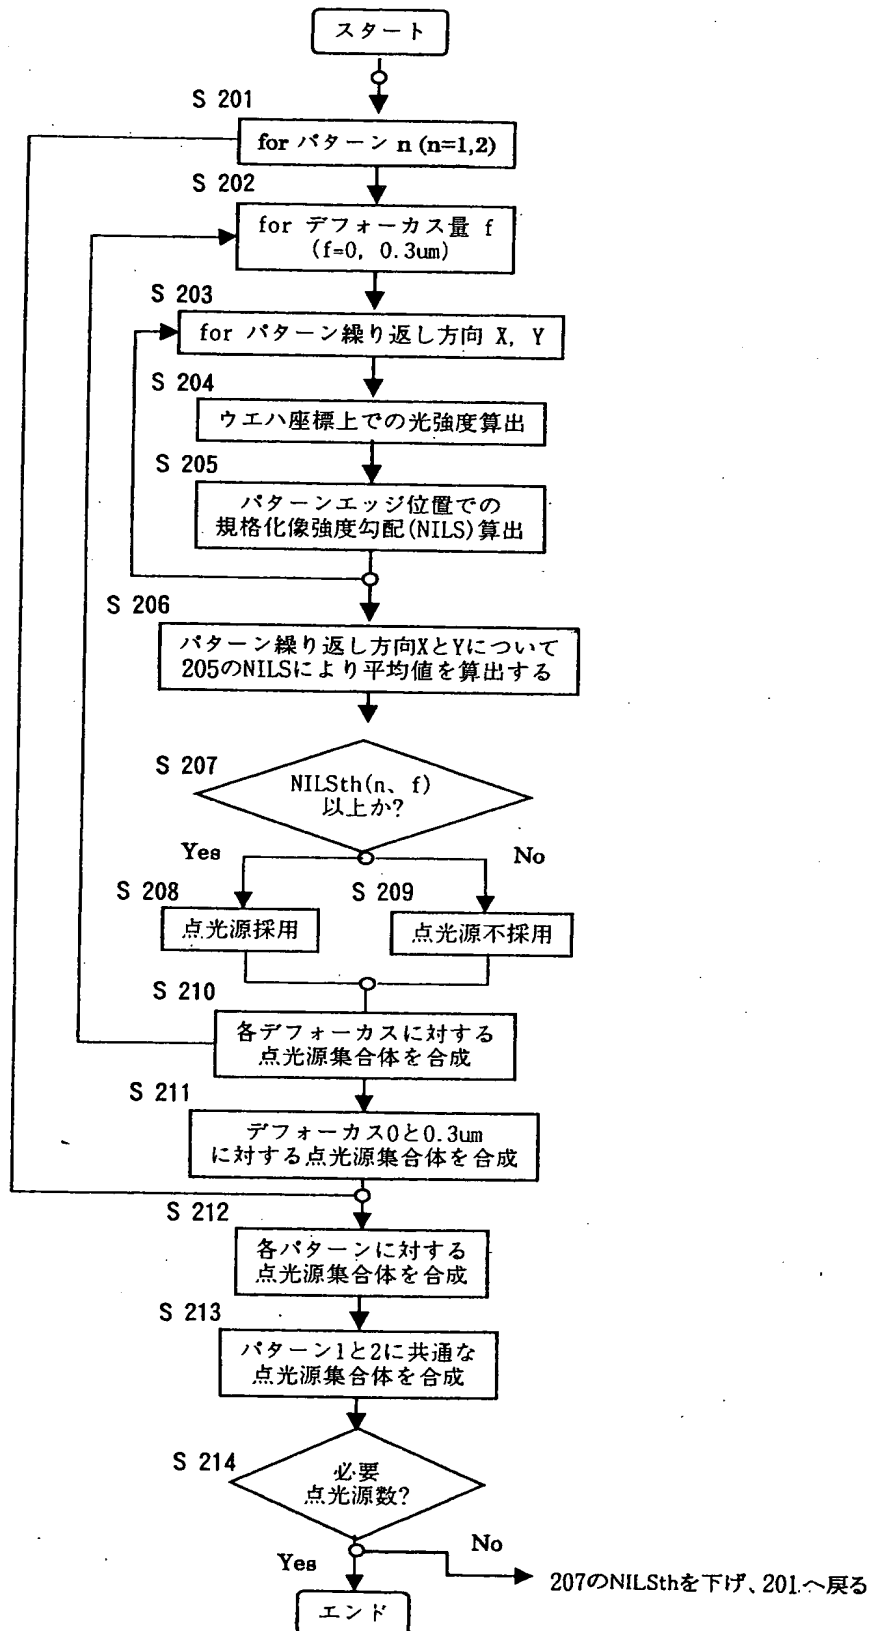 スタート
S 201
for パターン n (n=1,2)
S 202
for デフォーカス量 f
(f=0, 0.3um)
S 203
for パターン繰り返し方向 X, Y
S 204
ウエハ座標上での光強度算出
S 205
パターンエッジ位置での
規格化像強度勾配(NILS)算出
S 206
パターン繰り返し方向XとYについて
205のNILSにより平均値を算出する
S 207
NILSth(n、f)
以上か?
Yes
No
S 208
S 209
点光源採用
点光源不採用
S 210
各デフォーカスに対する
点光源集合体を合成
S 211
デフォーカス0と0.3um
に対する点光源集合体を合成
S 212
各パターンに対する
点光源集合体を合成
S 213
パターン1と2に共通な
点光源集合体を合成
S 214
必要
点光源数?
Yes
No
207のNILSthを下げ、201へ戻る
エンド